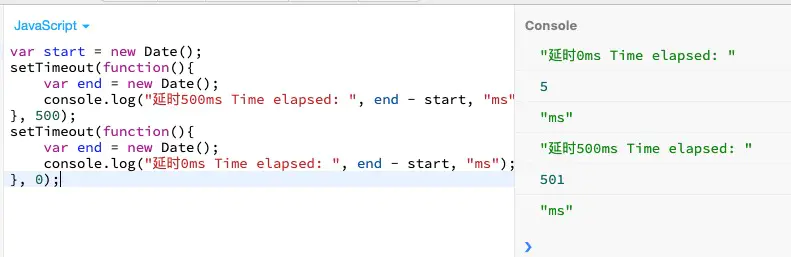 JavaScript
var start = new Date();
setTimeout(function(){
    var end = new Date();
    console.log("延时500ms Time elapsed: ", end - start, "ms"
}, 500);
setTimeout(function(){
    var end = new Date();
    console.log("延时0ms Time elapsed: ", end - start, "ms");
}, 0);
Console
"延时0ms Time elapsed: "
5
"ms"
"延时500ms Time elapsed: "
501
"ms"